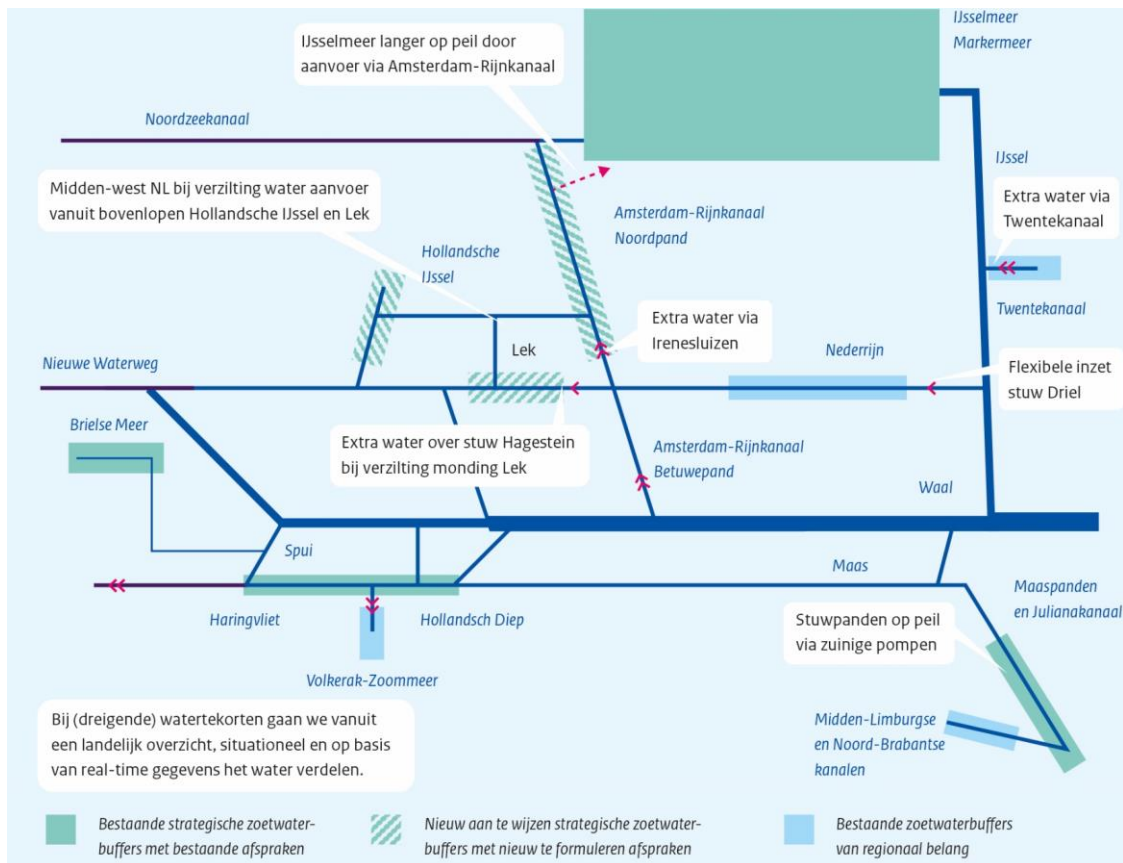 IJsselmeer
Markermeer
IJsselmeer langer op peil door
aanvoer via Amsterdam-Rijnkanaal
Noordzeekanaal
IJssel
Midden-west NL bij verzilting water aanvoer
vanuit bovenlopen Hollandsche IJssel en Lek
Extra water via
Twentekanaal
Amsterdam-Rijnkanaal
Noordpand
Hollandsche
IJssel
Twentekanaal
Extra water via
Irenesluizen
Lek
Nederrijn
Nieuwe Waterweg
Flexibele inzet
stuw Driel
Brielse Meer
Extra water over stuw Hagestein
bij verzilting monding Lek
Amsterdam-Rijnkanaal
Betuwepand
Waal
Spui
Maas
Maaspanden
en Julianakanaal
Haringvliet
Hollandsch Diep
Stuwpanden op peil
via zuinige pompen
Volkerak-Zoommeer
Midden-Limburgse
en Noord-Brabantse
kanalen
Bij (dreigende) watertekorten gaan we vanuit
een landelijk overzicht, situationeel en op basis
van real-time gegevens het water verdelen.
Bestaande strategische zoetwater-
buffers met bestaande afspraken
Nieuw aan te wijzen strategische zoetwater-
buffers met nieuw te formuleren afspraken
Bestaande zoetwaterbuffers
van regionaal belang